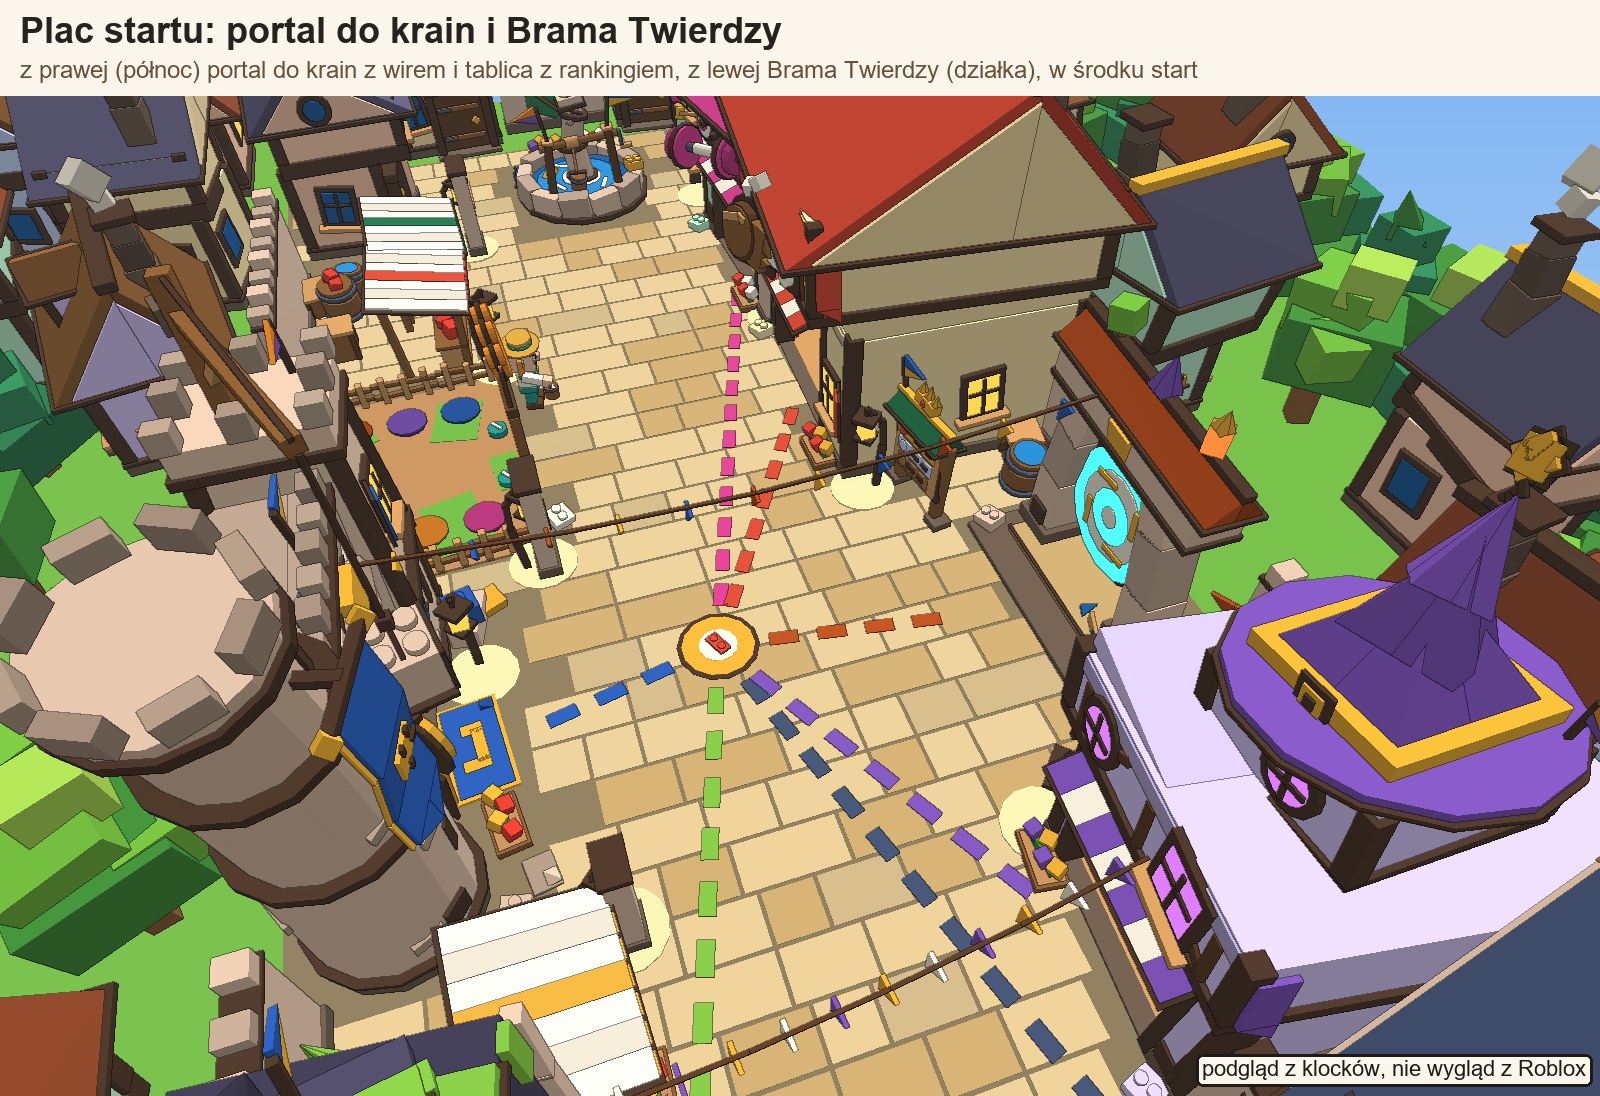 Plac startu: portal do krain i Brama Twierdzy
z prawej (północ) portal do krain z wirem i tablica z rankingiem, z lewej Brama Twierdzy (działka), w środku start
podgląd z klocków, nie wygląd z Roblox